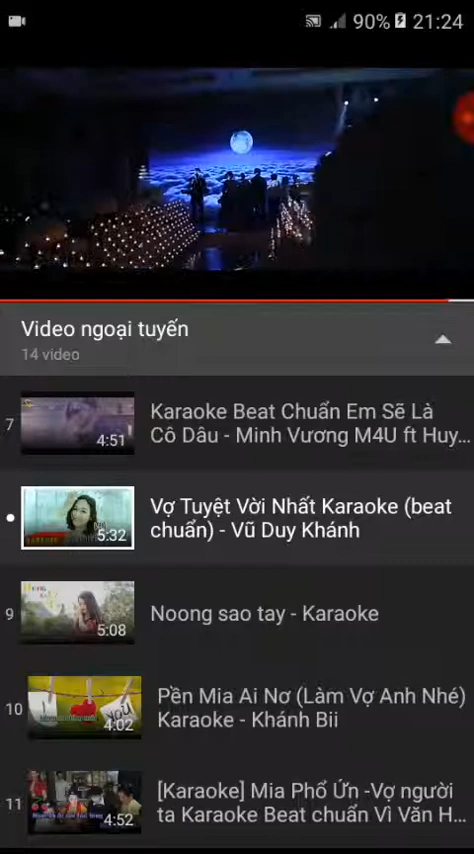 90% 21:24
Video ngoại tuyến
14 video
7
4:51
Karaoke Beat Chuẩn Em Sẽ Là
Cô Dâu - Minh Vương M4U ft Huy...
5:32
Vợ Tuyệt Vời Nhất Karaoke (beat
chuẩn) - Vũ Duy Khánh
9
5:08
Noong sao tay - Karaoke
10
YOU
4:02
Pền Mia Ai Nơ (Làm Vợ Anh Nhé)
Karaoke - Khánh Bii
11
4:52
[Karaoke] Mia Phổ Ứn -Vợ người
ta Karaoke Beat chuẩn Vì Văn H...